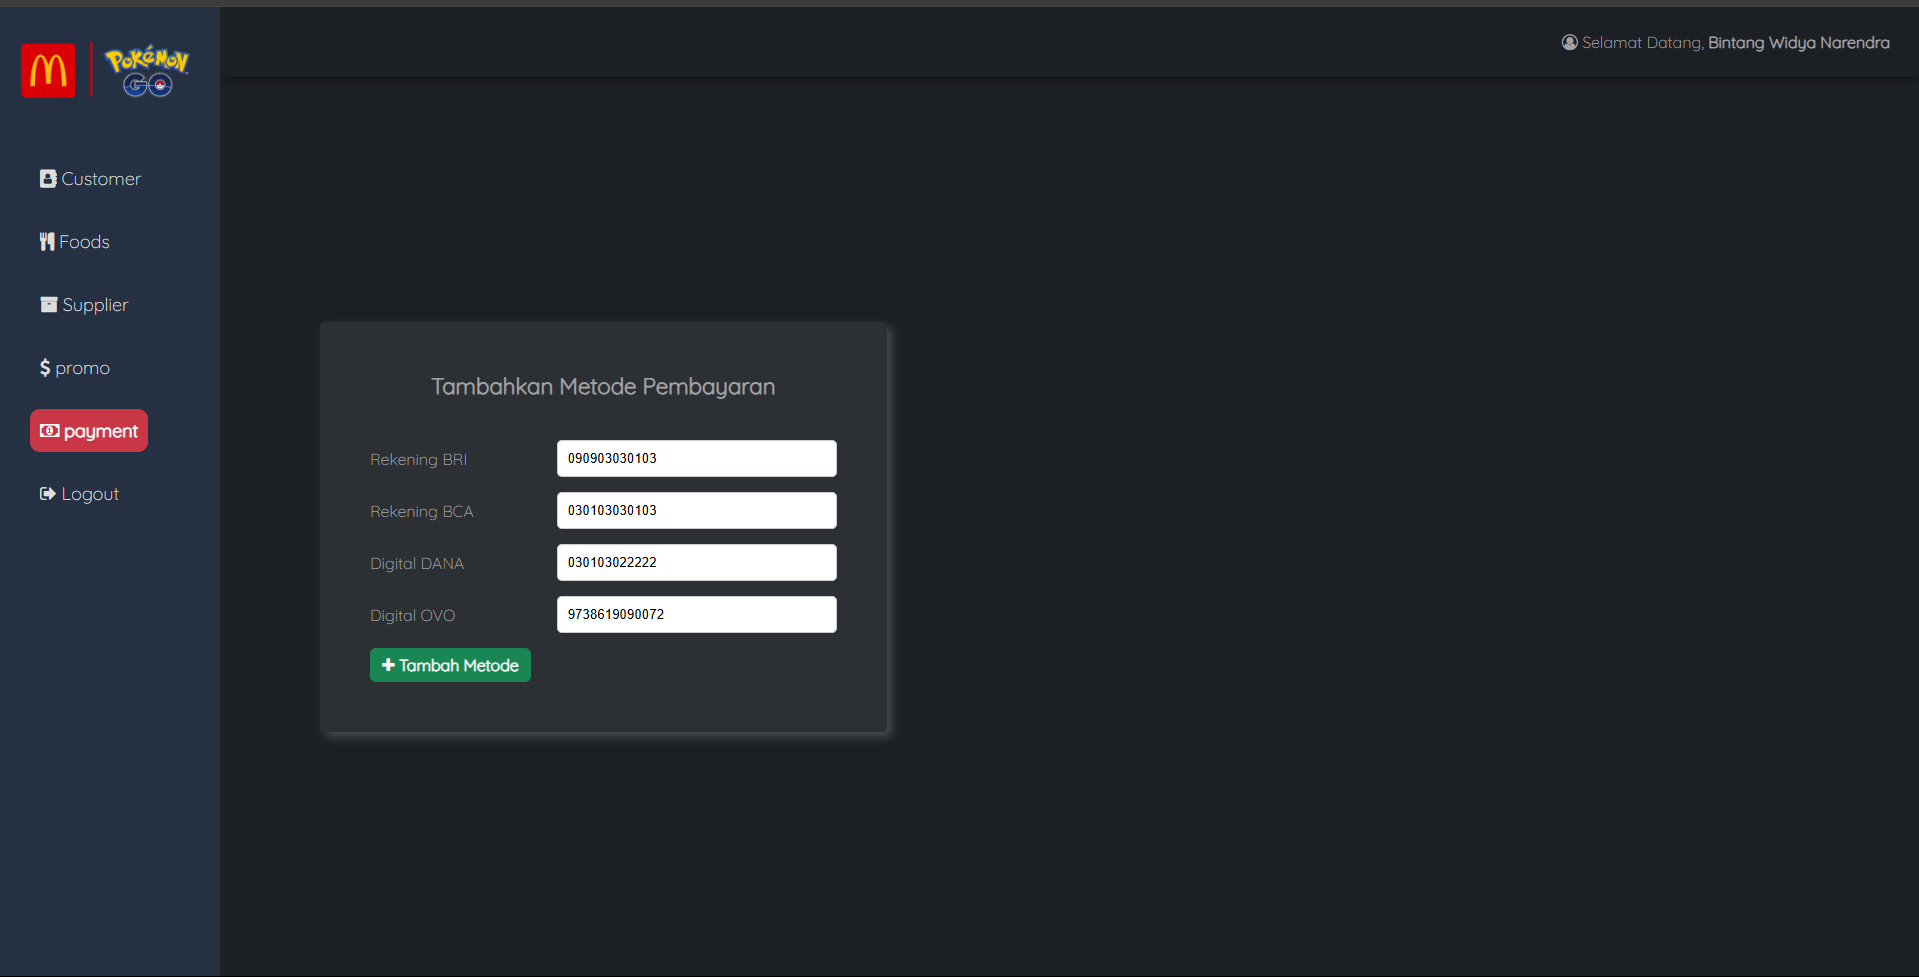 POKÉMON
GO
Selamat Datang, Bintang Widya Narendra
Customer
Foods
Supplier
promo
payment
Logout
Tambahkan Metode Pembayaran
Rekening BRI 090903030103
Rekening BCA 030103030103
Digital DANA 030103022222
Digital OVO 9738619090072
Tambah Metode